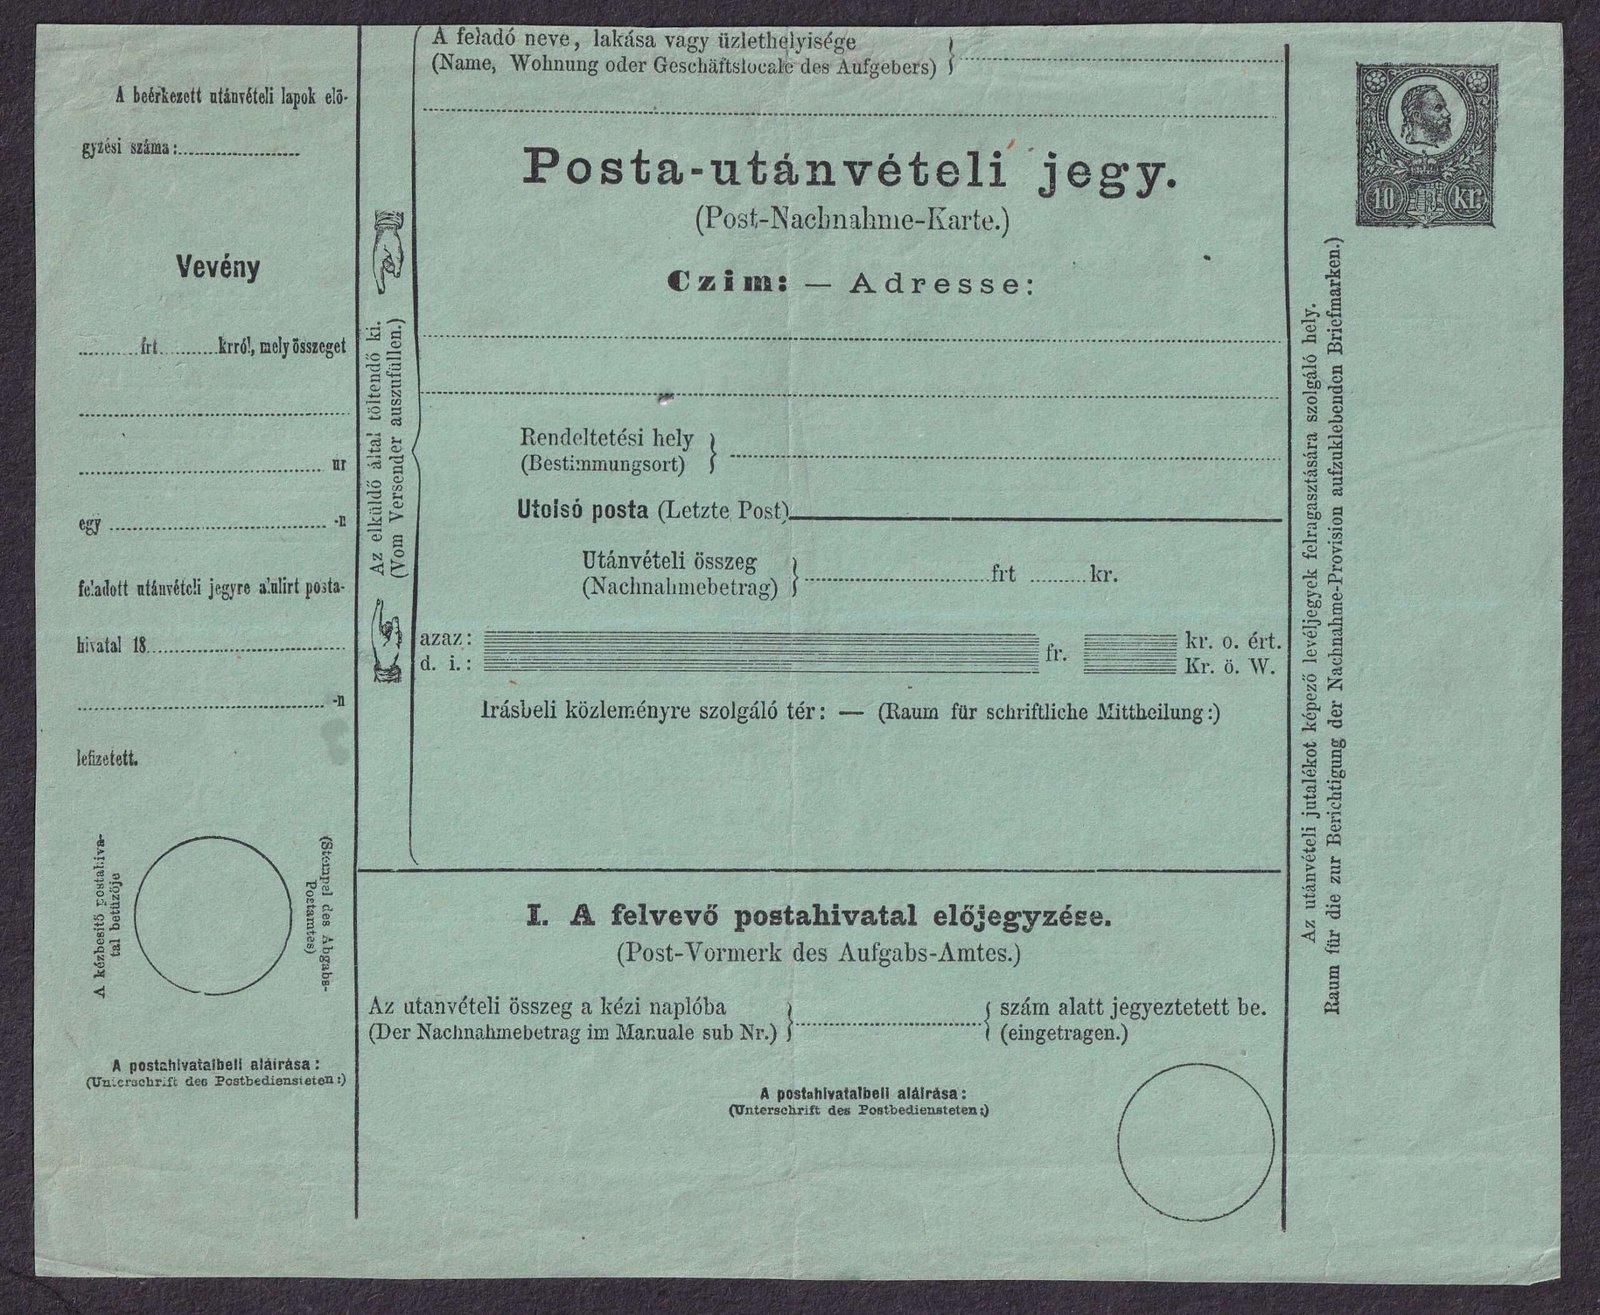 A beérkezett utánvételi lapok elő-
gyzési száma:
Vevény
frt krról, mely összeget
nr
egy -n
feladott utánvételi jegyre alulirt posta-
hivatal 18
-n
lefizetett.
A kézbesitő postahiva-
tal betűzője
(Stempel des Abgabs-
Postamtes)
A postahivatalbeli aláirása:
(Unterschrift des Postbediensteten:)
Az elküldő által töltendő ki.
(Vom Versender auszufüllen.)
A feladó neve, lakása vagy üzlethelyisége
(Name, Wohnung oder Geschäftslocale des Aufgebers)
Posta-utánvételi jegy.
(Post-Nachnahme-Karte.)
Czim: — Adresse:
Rendeltetési hely
(Bestimmungsort)
Utolsó posta (Letzte Post)
Utánvételi összeg
(Nachnahmebetrag)
frt kr.
azaz: fr. kr. o. ért.
d. i.: Kr. ö. W.
Irásbeli közleményre szolgáló tér: — (Raum für schriftliche Mittheilung:)
I. A felvevő postahivatal előjegyzése.
(Post-Vormerk des Aufgabs-Amtes.)
Az utanvételi összeg a kézi naplóba szám alatt jegyeztetett be.
(Der Nachnahmebetrag im Manuale sub Nr.) (eingetragen.)
A postahivatalbeli aláirása:
(Unterschrift des Postbediensteten:)
Az utánvételi jutalékot képező levéljegyek felragasztására szolgáló hely.
Raum für die zur Berichtigung der Nachnahme-Provision aufzuklebenden Briefmarken.)
10 kr.